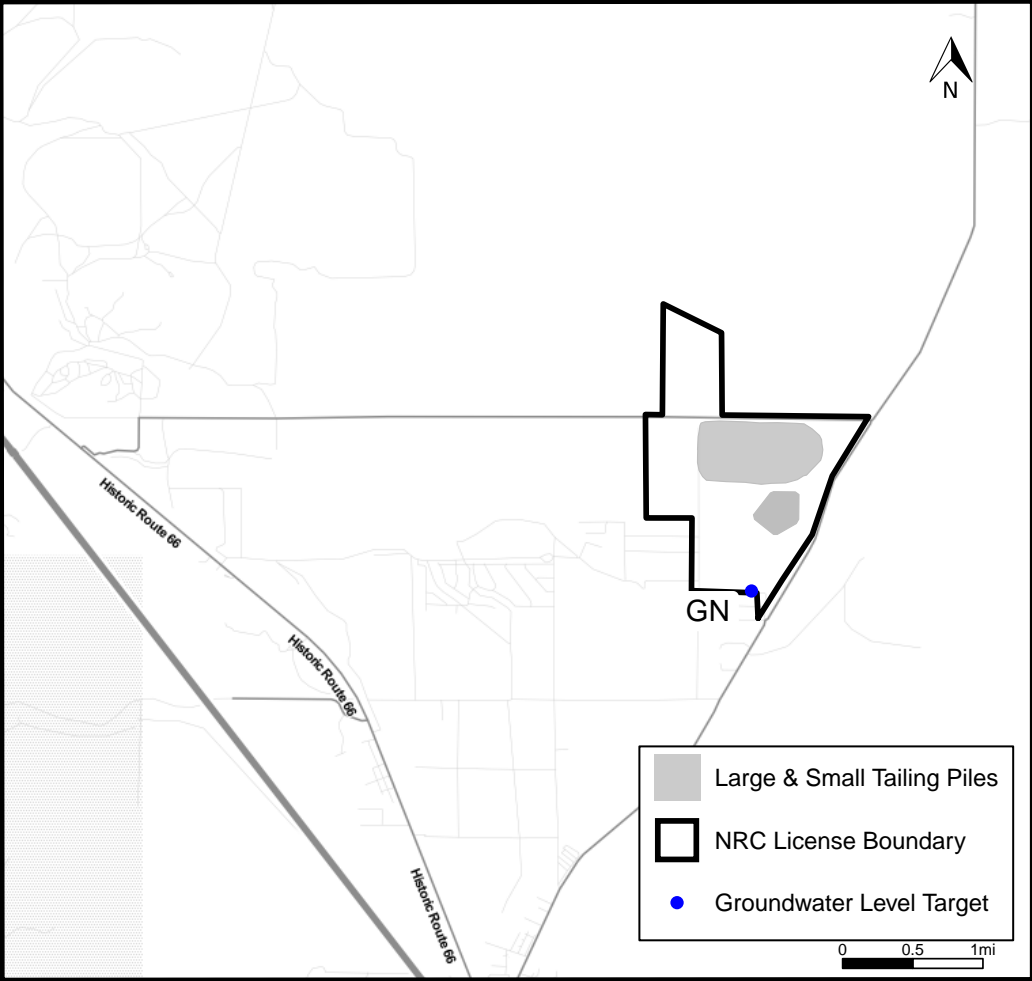 N
Historic Route 66
GN
Historic Route 66
Large & Small Tailing Piles
NRC License Boundary
Historic Route 66
Groundwater Level Target
0 0.5 1mi